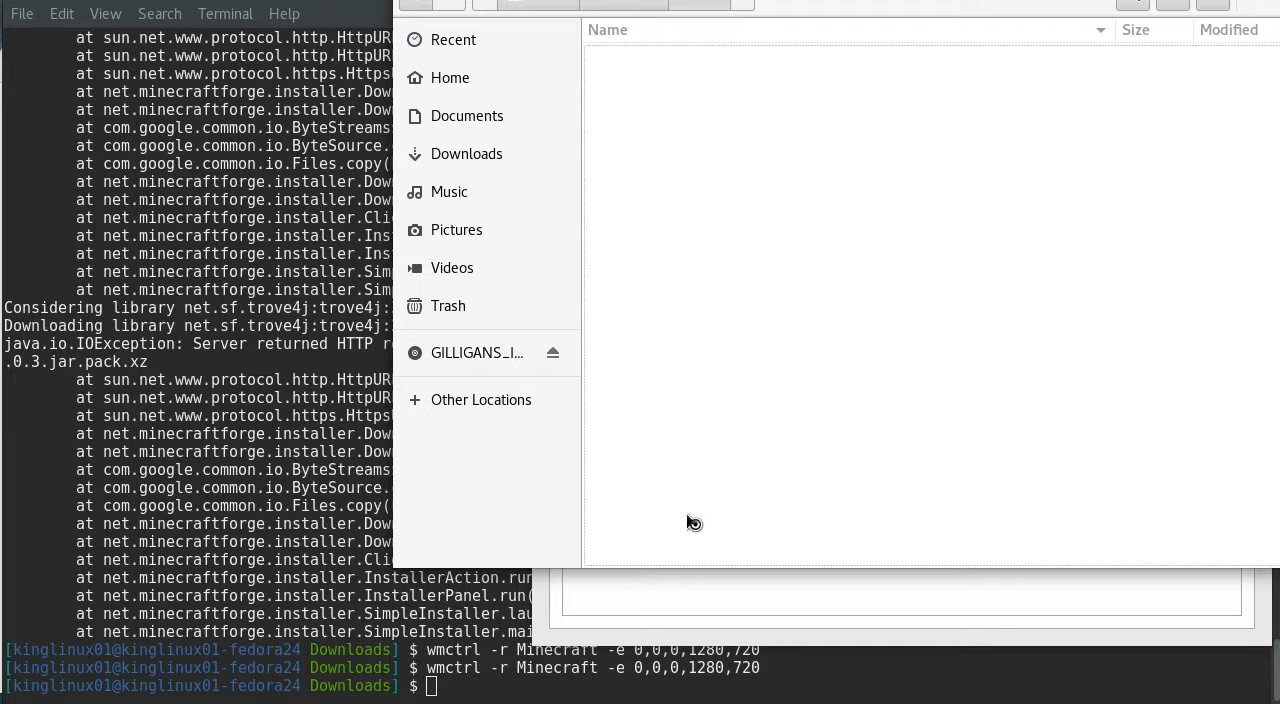 File Edit View Search Terminal Help
at sun.net.www.protocol.http.HttpUR
at sun.net.www.protocol.http.HttpUR
at sun.net.www.protocol.https.Https
at net.minecraftforge.installer.Dow
at net.minecraftforge.installer.Dow
at com.google.common.io.ByteStreams
at com.google.common.io.ByteSource.
at com.google.common.io.Files.copy(
at net.minecraftforge.installer.Dow
at net.minecraftforge.installer.Dow
at net.minecraftforge.installer.Cli
at net.minecraftforge.installer.Ins
at net.minecraftforge.installer.Ins
at net.minecraftforge.installer.Sim
at net.minecraftforge.installer.Sim
Considering library net.sf.trove4j:trove4j:
Downloading library net.sf.trove4j:trove4j:
java.io.IOException: Server returned HTTP r
.0.3.jar.pack.xz
at sun.net.www.protocol.http.HttpUR
at sun.net.www.protocol.http.HttpUR
at sun.net.www.protocol.https.Https
at net.minecraftforge.installer.Dow
at net.minecraftforge.installer.Dow
at com.google.common.io.ByteStreams
at com.google.common.io.ByteSource.
at com.google.common.io.Files.copy(
at net.minecraftforge.installer.Dow
at net.minecraftforge.installer.Dow
at net.minecraftforge.installer.Cli
at net.minecraftforge.installer.InstallerAction.run
at net.minecraftforge.installer.InstallerPanel.run(
at net.minecraftforge.installer.SimpleInstaller.lau
at net.minecraftforge.installer.SimpleInstaller.mai
[kinglinux01@kinglinux01-fedora24 Downloads] $ wmctrl -r Minecraft -e 0,0,0,1280,720
[kinglinux01@kinglinux01-fedora24 Downloads] $ wmctrl -r Minecraft -e 0,0,0,1280,720
[kinglinux01@kinglinux01-fedora24 Downloads] $
Name Size Modified
Recent
Home
Documents
Downloads
Music
Pictures
Videos
Trash
GILLIGANS_I...
Other Locations